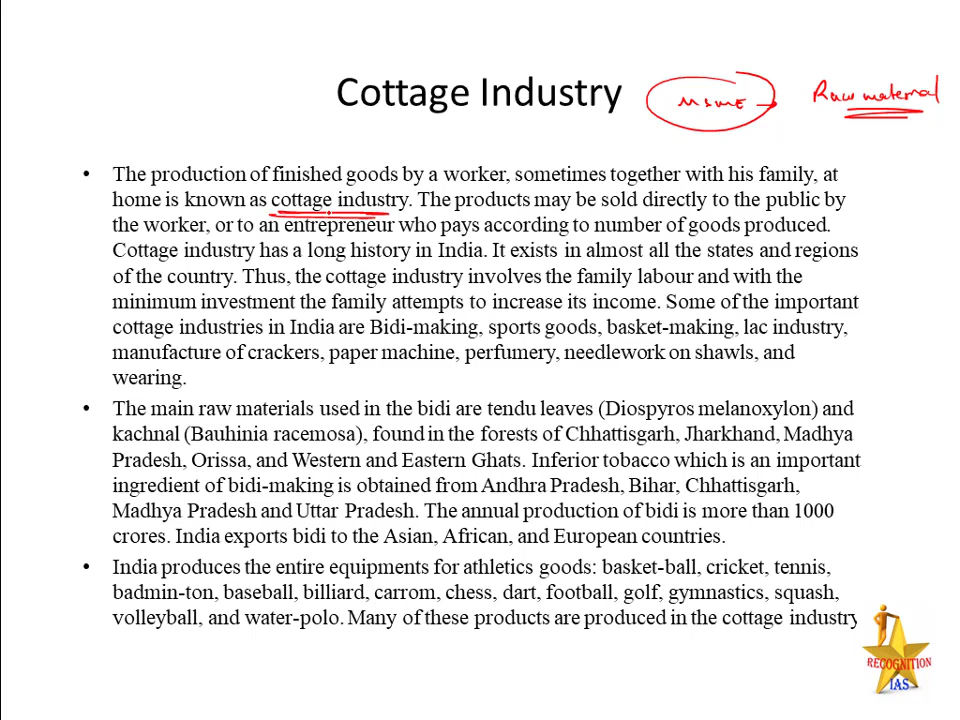 Cottage Industry
MSME
Raw material
• The production of finished goods by a worker, sometimes together with his family, at
home is known as cottage industry. The products may be sold directly to the public by
the worker, or to an entrepreneur who pays according to number of goods produced.
Cottage industry has a long history in India. It exists in almost all the states and regions
of the country. Thus, the cottage industry involves the family labour and with the
minimum investment the family attempts to increase its income. Some of the important
cottage industries in India are Bidi-making, sports goods, basket-making, lac industry,
manufacture of crackers, paper machine, perfumery, needlework on shawls, and
wearing.
• The main raw materials used in the bidi are tendu leaves (Diospyros melanoxylon) and
kachnal (Bauhinia racemosa), found in the forests of Chhattisgarh, Jharkhand, Madhya
Pradesh, Orissa, and Western and Eastern Ghats. Inferior tobacco which is an important
ingredient of bidi-making is obtained from Andhra Pradesh, Bihar, Chhattisgarh,
Madhya Pradesh and Uttar Pradesh. The annual production of bidi is more than 1000
crores. India exports bidi to the Asian, African, and European countries.
• India produces the entire equipments for athletics goods: basket-ball, cricket, tennis,
badmin-ton, baseball, billiard, carrom, chess, dart, football, golf, gymnastics, squash,
volleyball, and water-polo. Many of these products are produced in the cottage industry
RECOGNITION
IAS